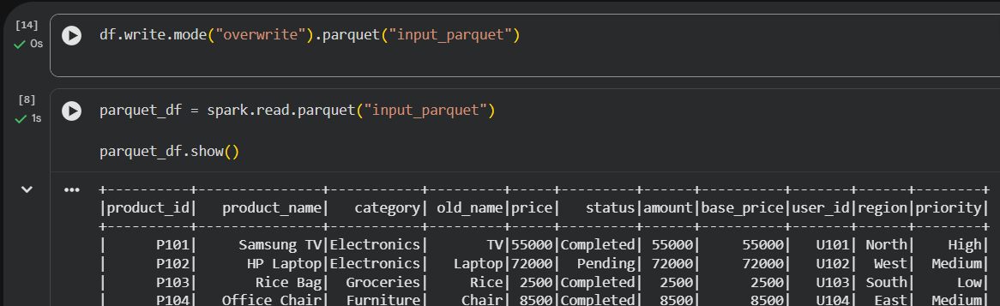 [14]
0s
df.write.mode("overwrite").parquet("input_parquet")
[8]
1s
parquet_df = spark.read.parquet("input_parquet")
parquet_df.show()
+----------+---------------+-----------+--------+-----+---------+------+----------+-------+------+--------+
|product_id|   product_name|   category|old_name|price|   status|amount|base_price|user_id|region|priority|
+----------+---------------+-----------+--------+-----+---------+------+----------+-------+------+--------+
|      P101|     Samsung TV|Electronics|      TV|55000|Completed| 55000|     55000|   U101| North|    High|
|      P102|      HP Laptop|Electronics|  Laptop|72000|  Pending| 72000|     72000|   U102|  West|  Medium|
|      P103|       Rice Bag|  Groceries|    Rice| 2500|Completed|  2500|      2500|   U103| South|     Low|
|      P104|   Office Chair|  Furniture|   Chair| 8500|Completed|  8500|      8500|   U104|  East|  Medium|